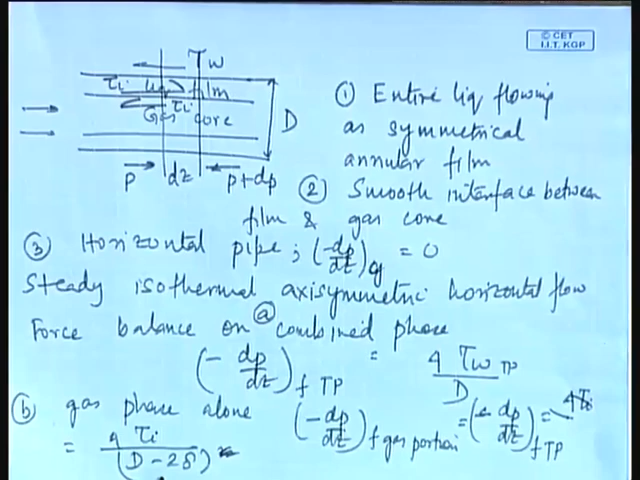 © CET
I.I.T. KGP
τw
τi liq film
τi
Gas core
D
p dz p+dp
① Entire liq flowing
as symmetrical
annular film
② Smooth interface between
film & gas core
③ Horizontal pipe ; (-dp/dz)g = 0
Steady isothermal axisymmetric horizontal flow
Force balance on ⓐ combined phase
(- dp/dz) f TP = 4 τw TP / D
ⓑ gas phase alone (-dp/dz) f gas portion = (- dp/dz) f TP =
= 4 τi / (D - 2δ)